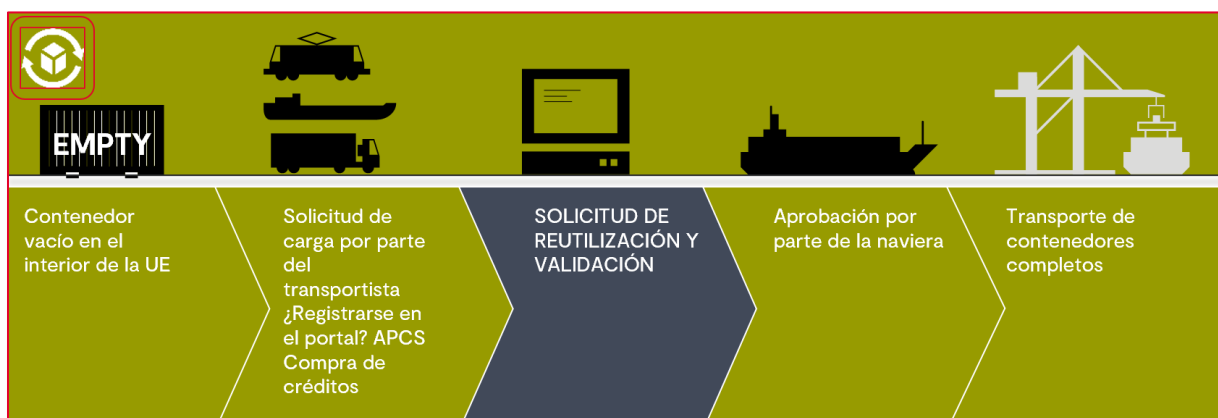 EMPTY
Contenedor
vacío en el
interior de la UE
Solicitud de
carga por parte
del
transportista
¿Registrarse en
el portal? APCS
Compra de
créditos
SOLICITUD DE
REUTILIZACIÓN Y
VALIDACIÓN
Aprobación por
parte de la naviera
Transporte de
contenedores
completos